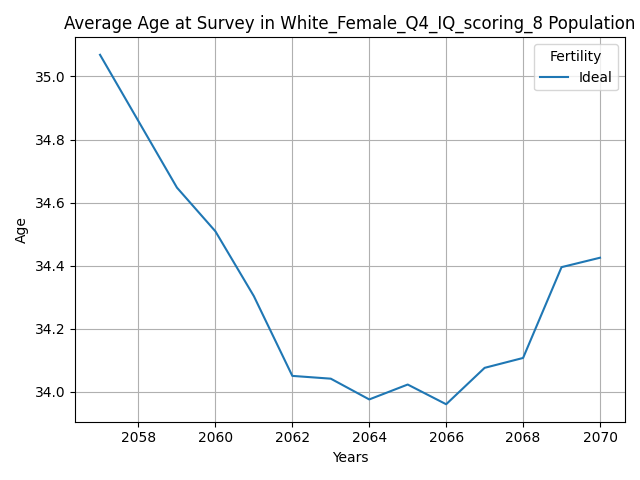 Average Age at Survey in White_Female_Q4_IQ_scoring_8 Population
Fertility
Ideal
35.0
34.8
34.6
34.4
34.2
34.0
Age
2058 2060 2062 2064 2066 2068 2070
Years